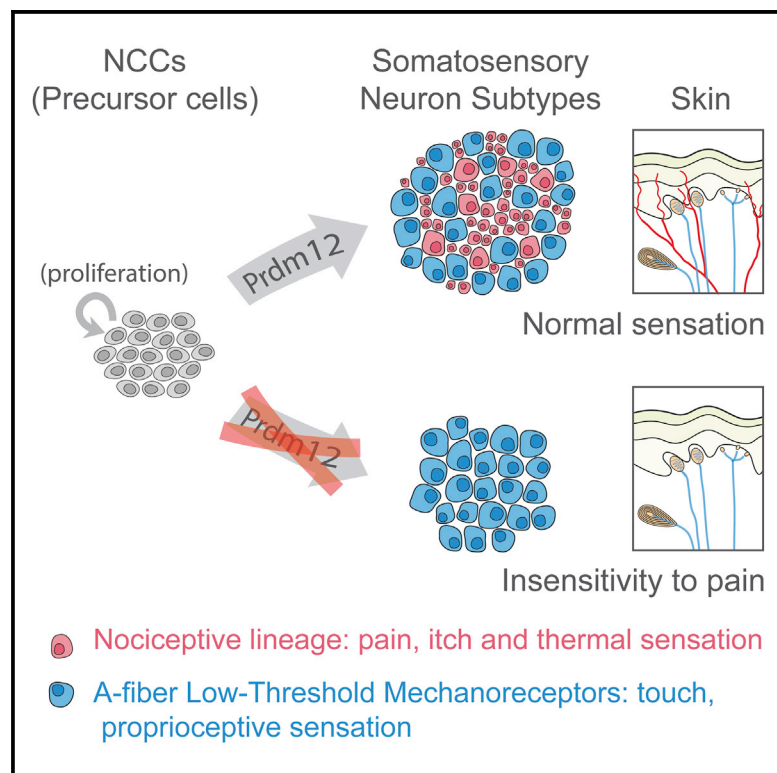 NCCs
(Precursor cells)
Somatosensory
Neuron Subtypes
Skin
(proliferation)
Prdm12
Normal sensation
Prdm12
Insensitivity to pain
Nociceptive lineage: pain, itch and thermal sensation
A-fiber Low-Threshold Mechanoreceptors: touch,
proprioceptive sensation